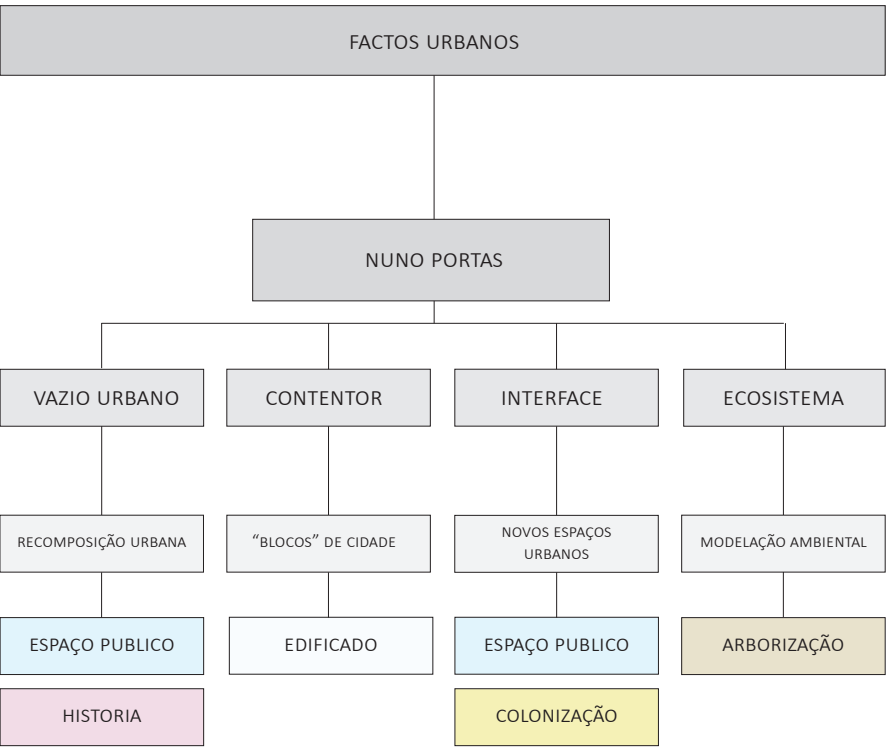 FACTOS URBANOS
NUNO PORTAS
VAZIO URBANO
CONTENTOR
INTERFACE
ECOSISTEMA
RECOMPOSIÇÃO URBANA
“BLOCOS” DE CIDADE
NOVOS ESPAÇOS
URBANOS
MODELAÇÃO AMBIENTAL
ESPAÇO PUBLICO
EDIFICADO
ESPAÇO PUBLICO
ARBORIZAÇÃO
HISTORIA
COLONIZAÇÃO